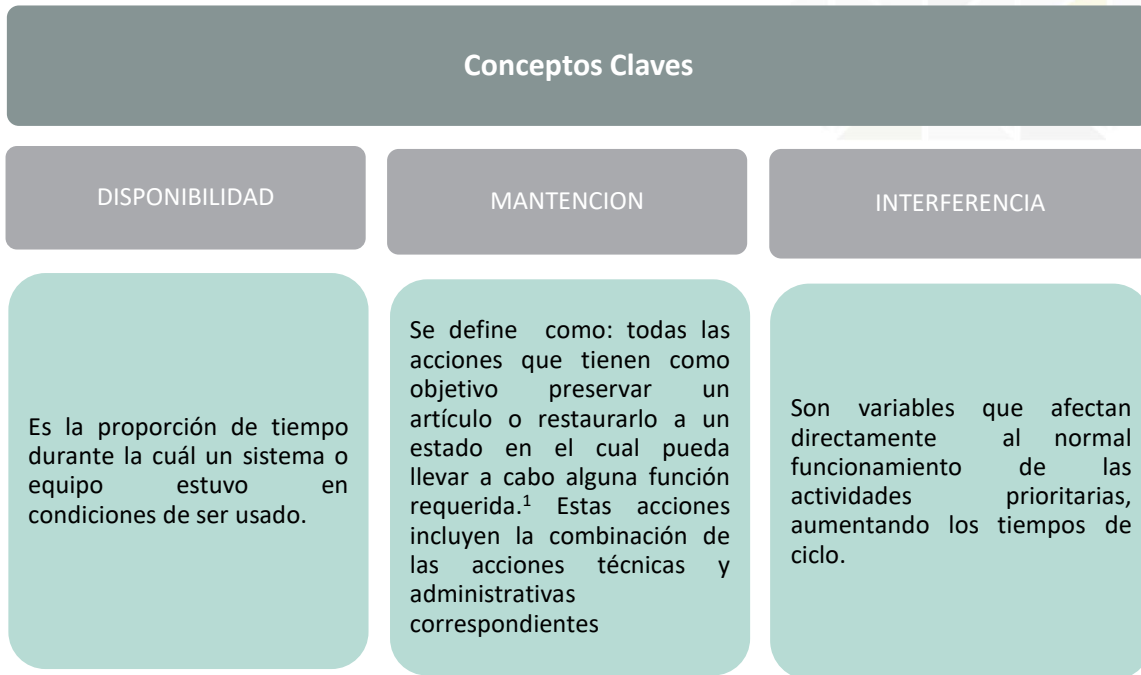 Conceptos Claves
DISPONIBILIDAD
Es la proporción de tiempo
durante la cuál un sistema o
equipo estuvo en
condiciones de ser usado.
MANTENCION
Se define como: todas las
acciones que tienen como
objetivo preservar un
artículo o restaurarlo a un
estado en el cual pueda
llevar a cabo alguna función
requerida.¹ Estas acciones
incluyen la combinación de
las acciones técnicas y
administrativas
correspondientes
INTERFERENCIA
Son variables que afectan
directamente al normal
funcionamiento de las
actividades prioritarias,
aumentando los tiempos de
ciclo.